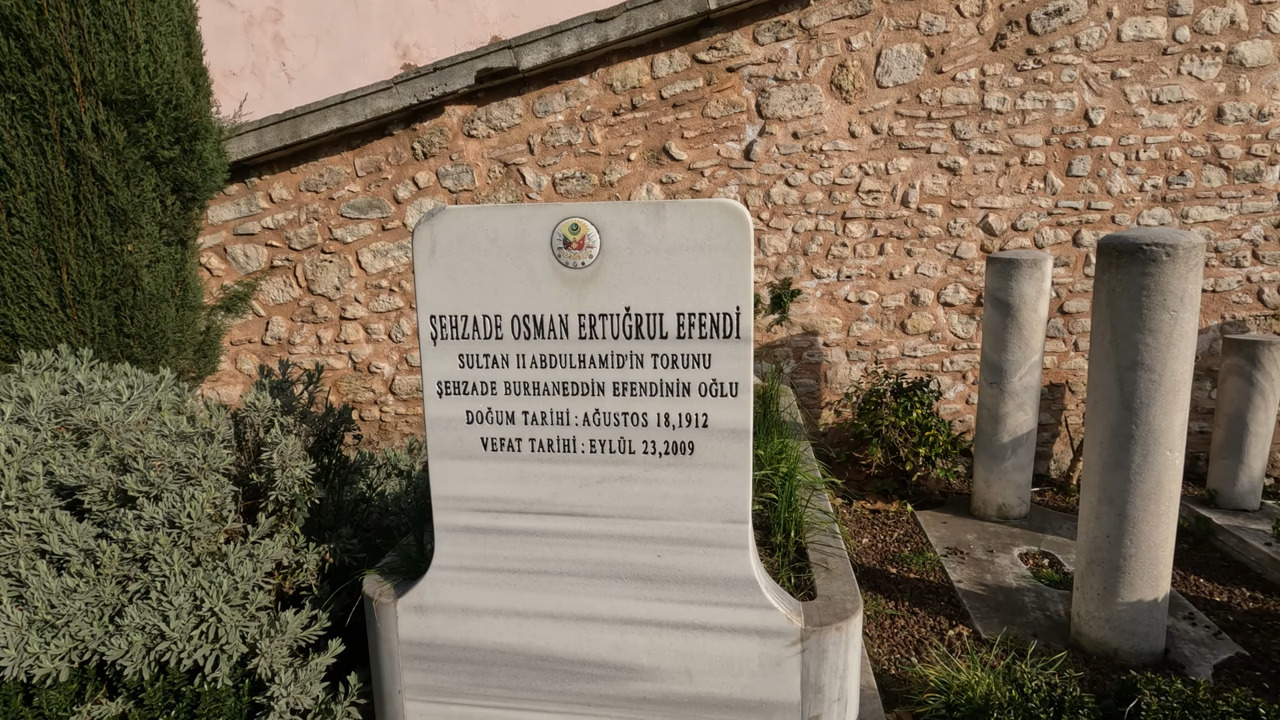 ŞEHZADE OSMAN ERTUĞRUL EFENDİ
SULTAN II ABDULHAMİD'İN TORUNU
ŞEHZADE BURHANEDDİN EFENDİNİN OĞLU
DOĞUM TARİHİ : AĞUSTOS 18,1912
VEFAT TARİHİ : EYLÜL 23,2009